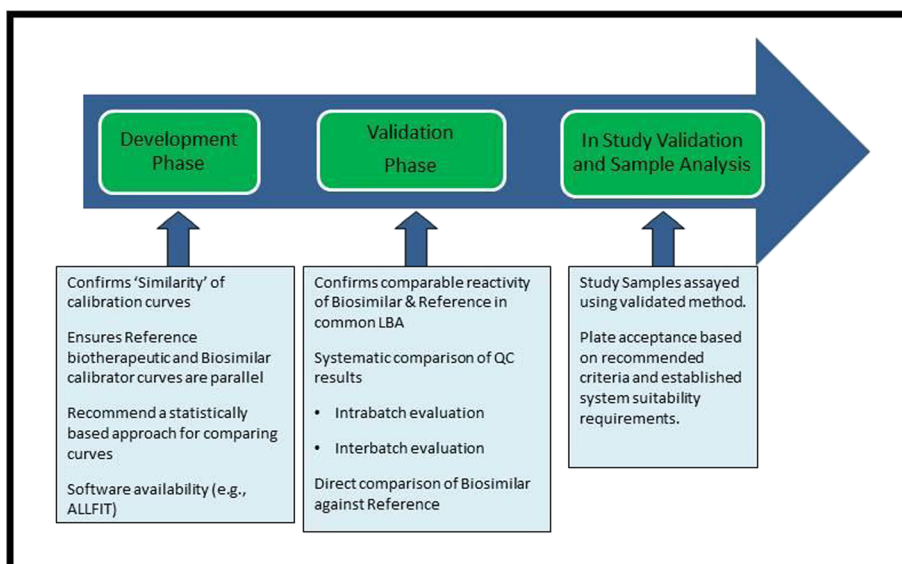 Development
Phase
Validation
Phase
In Study Validation
and Sample Analysis
Confirms ‘Similarity’ of
calibration curves
Ensures Reference
biotherapeutic and Biosimilar
calibrator curves are parallel
Recommend a statistically
based approach for comparing
curves
Software availability (e.g.,
ALLFIT)
Confirms comparable reactivity
of Biosimilar & Reference in
common LBA
Systematic comparison of QC
results
• Intrabatch evaluation
• Interbatch evaluation
Direct comparison of Biosimilar
against Reference
Study Samples assayed
using validated method.
Plate acceptance based
on recommended
criteria and established
system suitability
requirements.